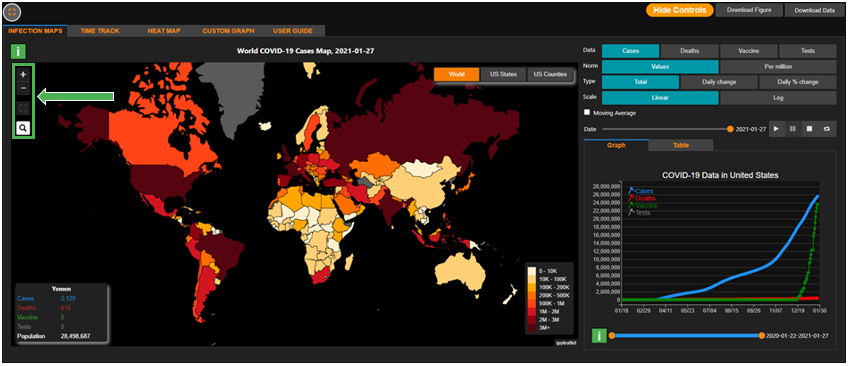 Hide Controls
Download Figure
Download Data
INFECTION MAPS
TIME TRACK
HEAT MAP
CUSTOM GRAPH
USER GUIDE
i
World COVID-19 Cases Map, 2021-01-27
+
−
World
US States
US Counties
Yemen
Cases 2,120
Deaths 615
Vaccine 0
Tests 0
Population 28,498,687
0 - 10K
10K - 100K
100K - 200K
200K - 500K
500K - 1M
1M - 2M
2M - 3M
3M+
ipyleaflet
Data Cases Deaths Vaccine Tests
Norm Values Per million
Type Total Daily change Daily % change
Scale Linear Log
Moving Average
Date 2021-01-27
Graph Table
COVID-19 Data in United States
Cases
Deaths
Vaccine
Tests
28,000,000
26,000,000
24,000,000
22,000,000
20,000,000
18,000,000
16,000,000
14,000,000
12,000,000
10,000,000
8,000,000
6,000,000
4,000,000
2,000,000
0
01/18 02/29 04/11 05/23 07/04 08/15 09/26 11/07 12/19 01/30
i
2020-01-22-2021-01-27